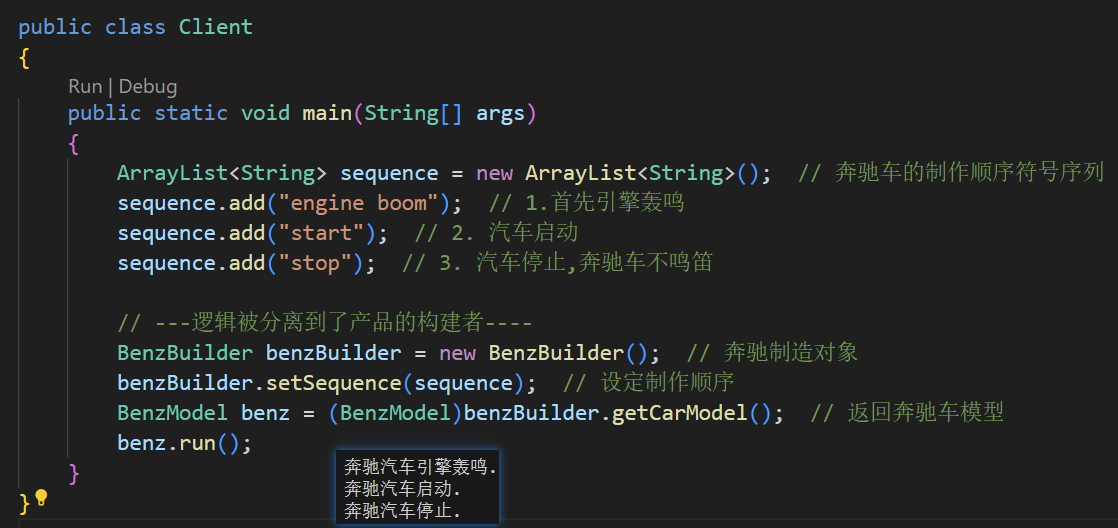 public class Client
{
Run | Debug
public static void main(String[] args)
{
ArrayList<String> sequence = new ArrayList<String>();  // 奔驰车的制作顺序符号序列
sequence.add("engine boom");  // 1.首先引擎轰鸣
sequence.add("start");  // 2. 汽车启动
sequence.add("stop");  // 3. 汽车停止,奔驰车不鸣笛
// ---逻辑被分离到了产品的构建者----
BenzBuilder benzBuilder = new BenzBuilder();  // 奔驰制造对象
benzBuilder.setSequence(sequence);  // 设定制作顺序
BenzModel benz = (BenzModel)benzBuilder.getCarModel();  // 返回奔驰车模型
benz.run();
奔驰汽车引擎轰鸣.
奔驰汽车启动.
奔驰汽车停止.
}
}